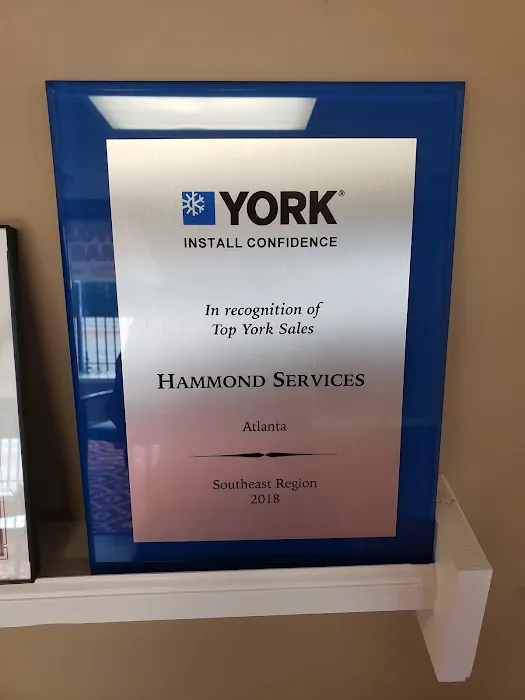 YORK®
INSTALL CONFIDENCE
In recognition of
Top York Sales
HAMMOND SERVICES
Atlanta
Southeast Region
2018